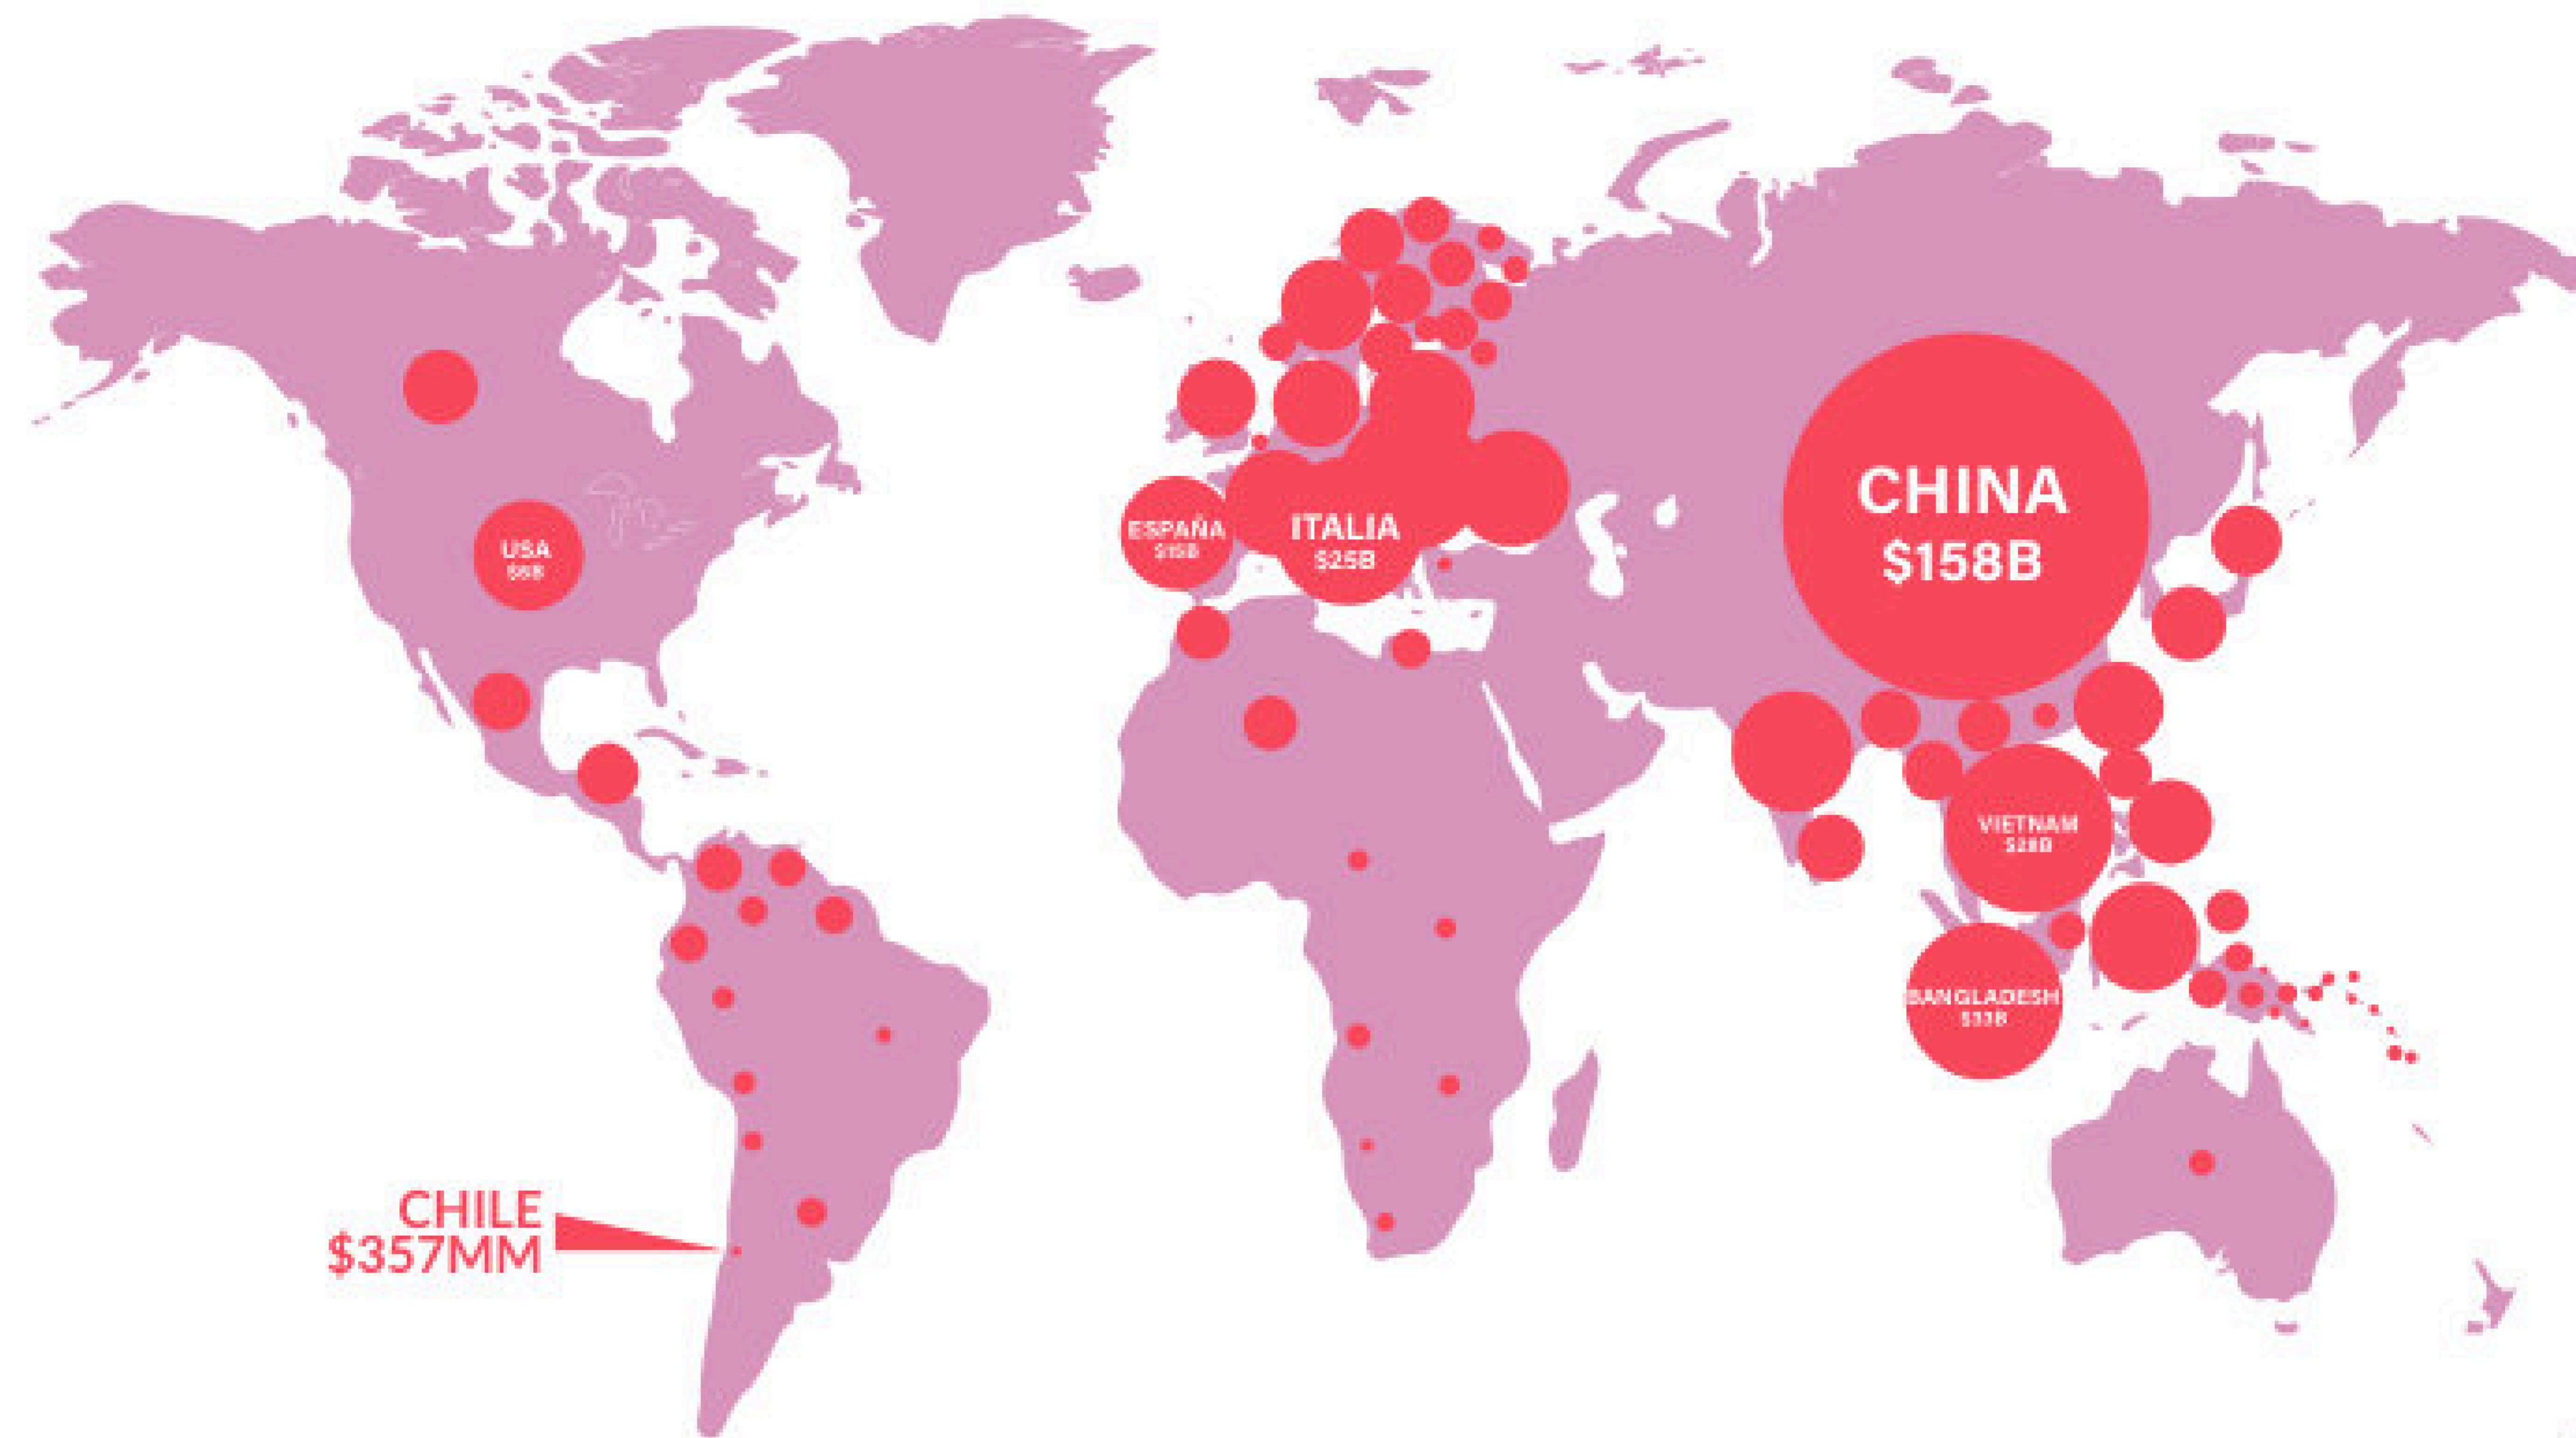 USA
$6B
ESPAÑA
$15B
ITALIA
$25B
CHINA
$158B
VIETNAM
$28B
BANGLADESH
$33B
CHILE
$357MM